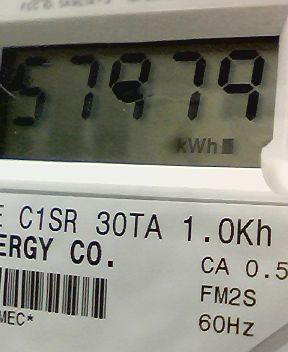 57979
kWh
E C1SR 30TA 1.0Kh
ERGY CO.
CA 0.5
FM2S
60Hz
MEC*